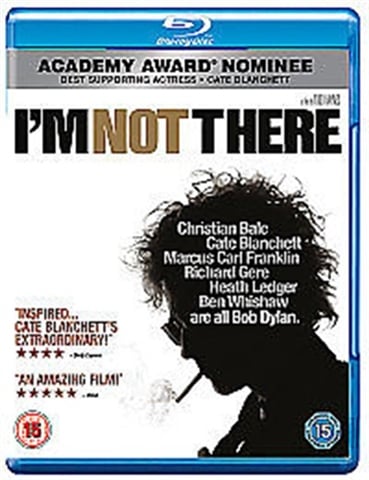 Blu-ray Disc
ACADEMY AWARD® NOMINEE
BEST SUPPORTING ACTRESS • CATE BLANCHETT
I'M NOT THERE
Christian Bale
Cate Blanchett
Marcus Carl Franklin
Richard Gere
Heath Ledger
Ben Whishaw
are all Bob Dylan.
"INSPIRED...
CATE BLANCHETT'S
EXTRAORDINARY!"
★★★★
"AN AMAZING FILM!"
★★★★★
15
15